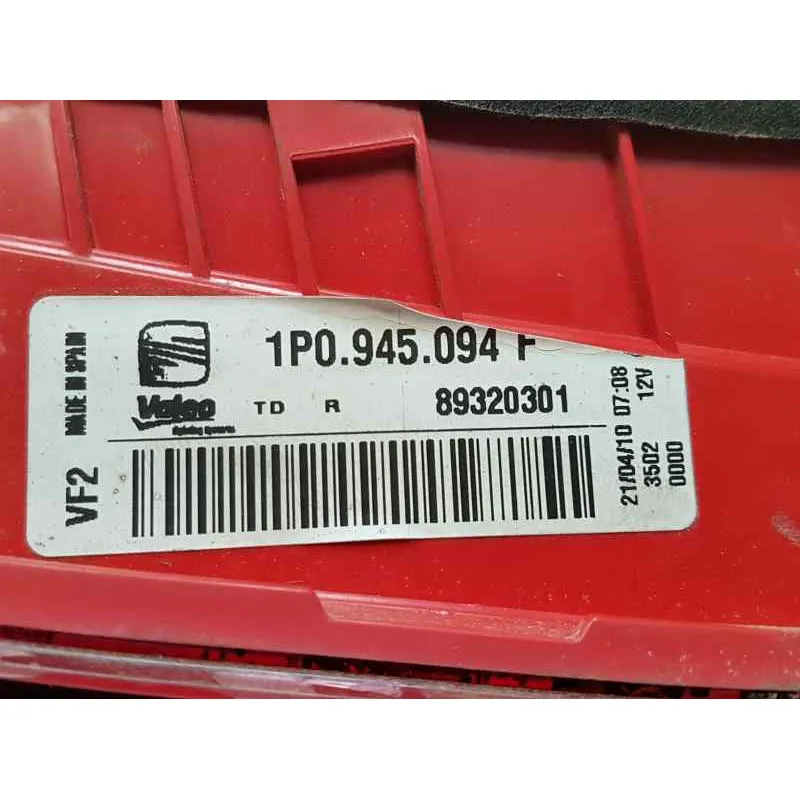 MADE IN SPAIN
1P0.945.094 F
Valeo
TD R 89320301
VF2
21/04/10 07:08
3502 12V
0000